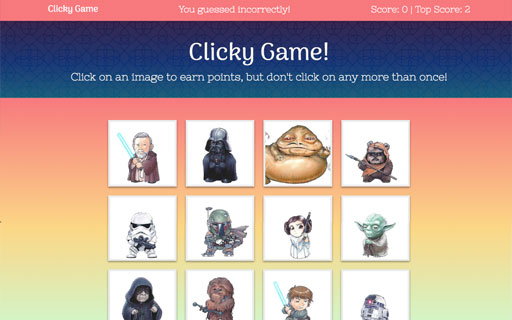 Clicky Game
You guessed incorrectly!
Score: 0 | Top Score: 2
Clicky Game!
Click on an image to earn points, but don't click on any more than once!